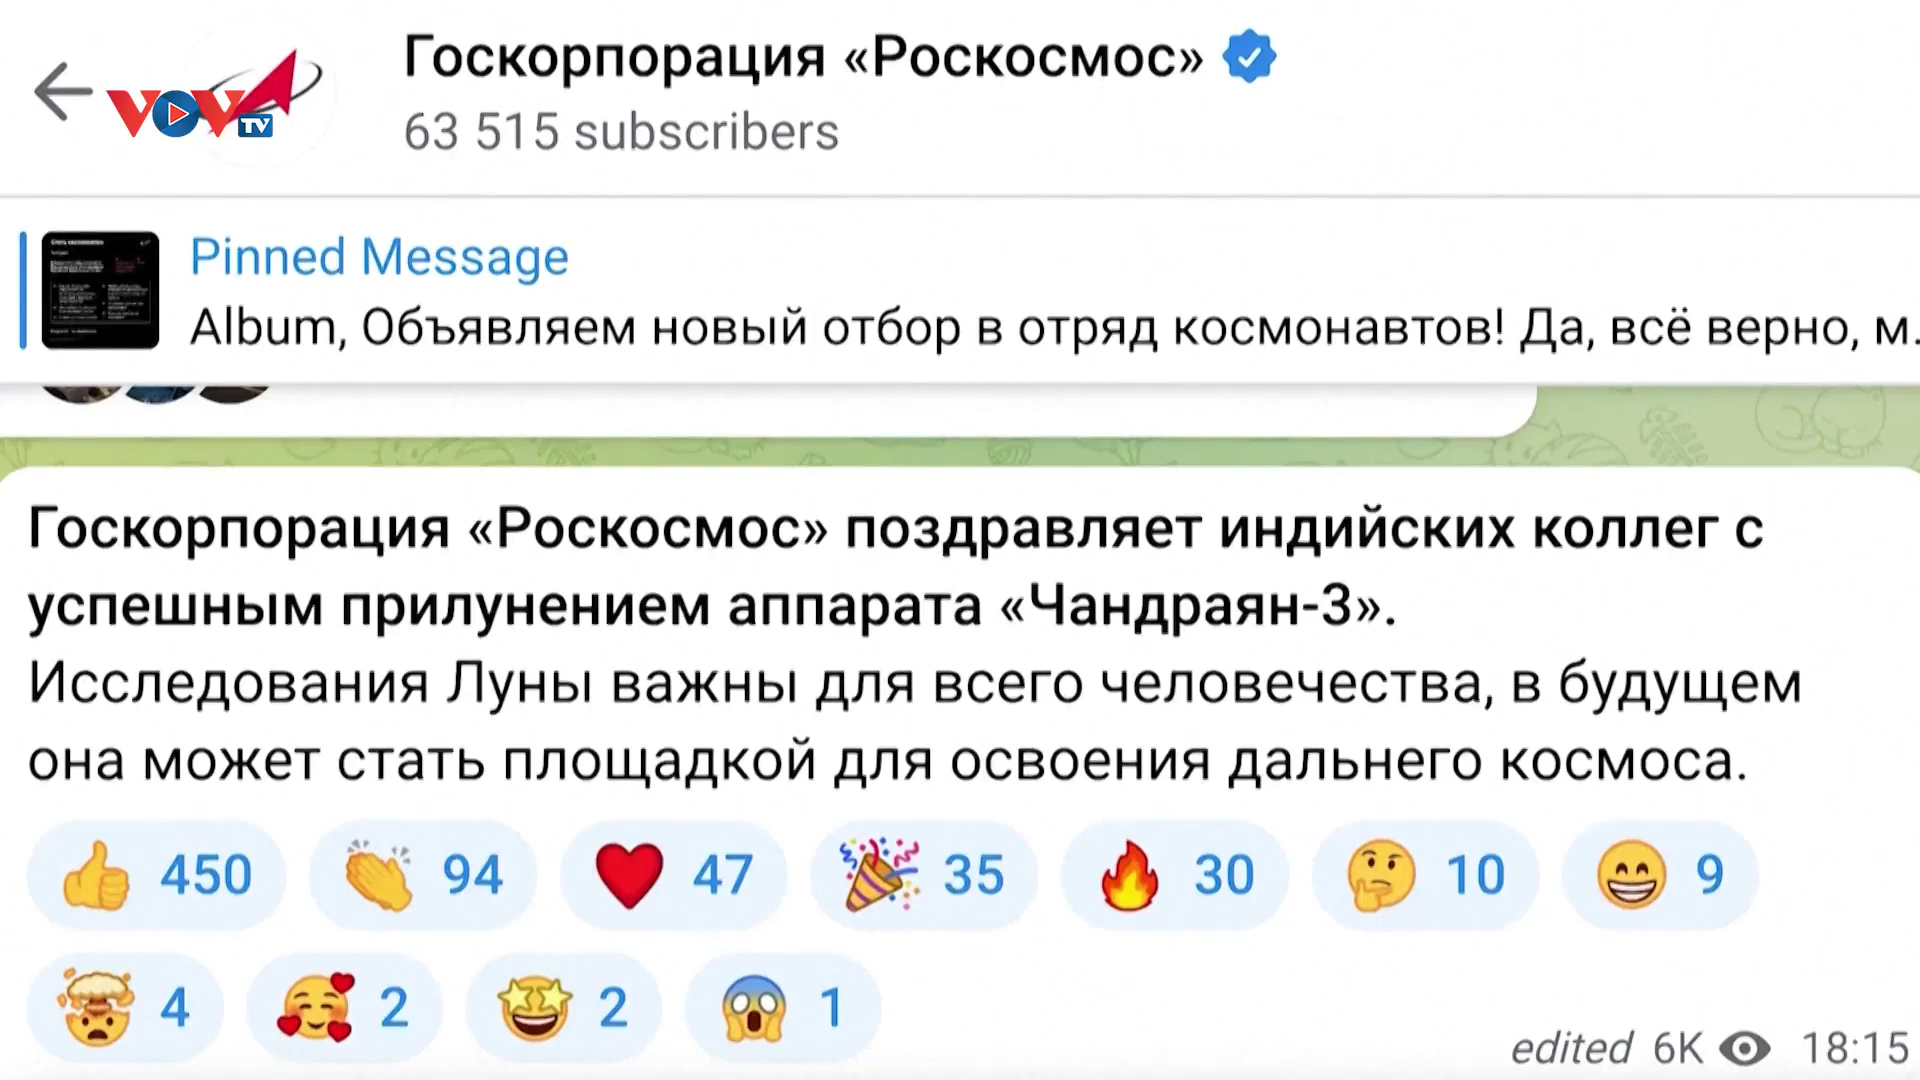 VOV TV
Госкорпорация «Роскосмос»
63 515 subscribers
Pinned Message
Album, Объявляем новый отбор в отряд космонавтов! Да, всё верно, м.
Госкорпорация «Роскосмос» поздравляет индийских коллег с
успешным прилунением аппарата «Чандраян-3».
Исследования Луны важны для всего человечества, в будущем
она может стать площадкой для освоения дальнего космоса.
450 94 47 35 30 10 9
4 2 2 1
edited 6K 18:15